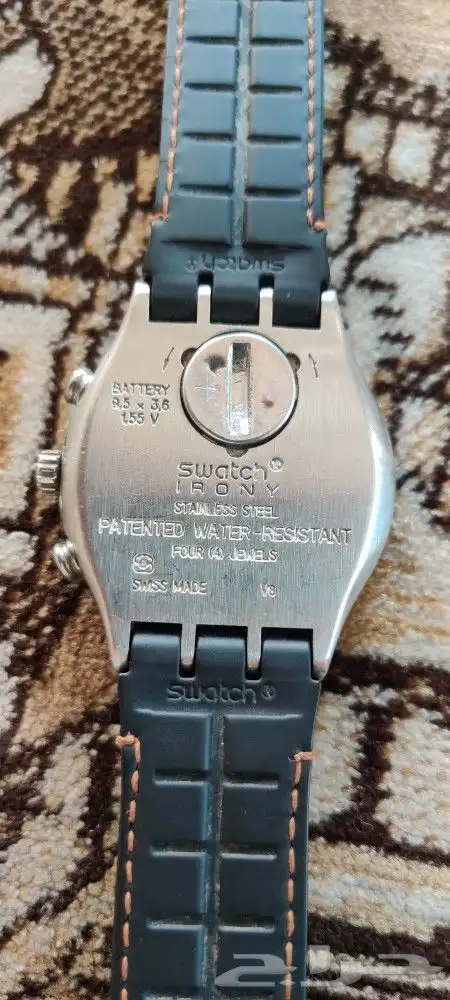 swatch
BATTERY
9,5 x 3,6
1,55 V
swatch
IRONY
STAINLESS STEEL
PATENTED WATER-RESISTANT
FOUR (4) JEWELS
SWISS MADE V8
swatch
حراج